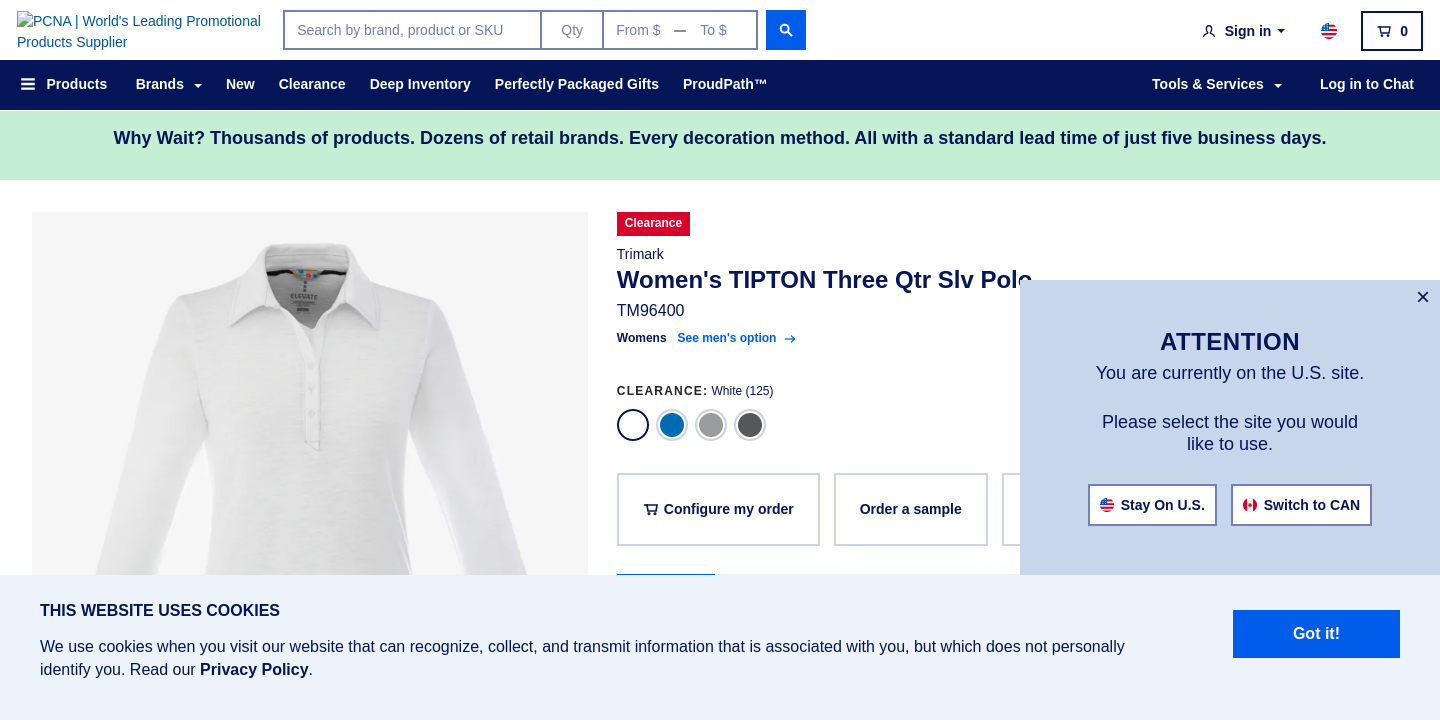 PCNA | World's Leading Promotional
Products Supplier
Search by brand, product or SKU
Qty
From $ — To $
Sign in
0
Products
Brands
New
Clearance
Deep Inventory
Perfectly Packaged Gifts
ProudPath™
Tools & Services
Log in to Chat
Why Wait? Thousands of products. Dozens of retail brands. Every decoration method. All with a standard lead time of just five business days.
ELEVATE
Clearance
Trimark
Women's TIPTON Three Qtr Slv Polo
TM96400
Womens See men's option →
CLEARANCE: White (125)
Configure my order
Order a sample
×
ATTENTION
You are currently on the U.S. site.
Please select the site you would
like to use.
Stay On U.S.
Switch to CAN
THIS WEBSITE USES COOKIES
We use cookies when you visit our website that can recognize, collect, and transmit information that is associated with you, but which does not personally
identify you. Read our Privacy Policy.
Got it!